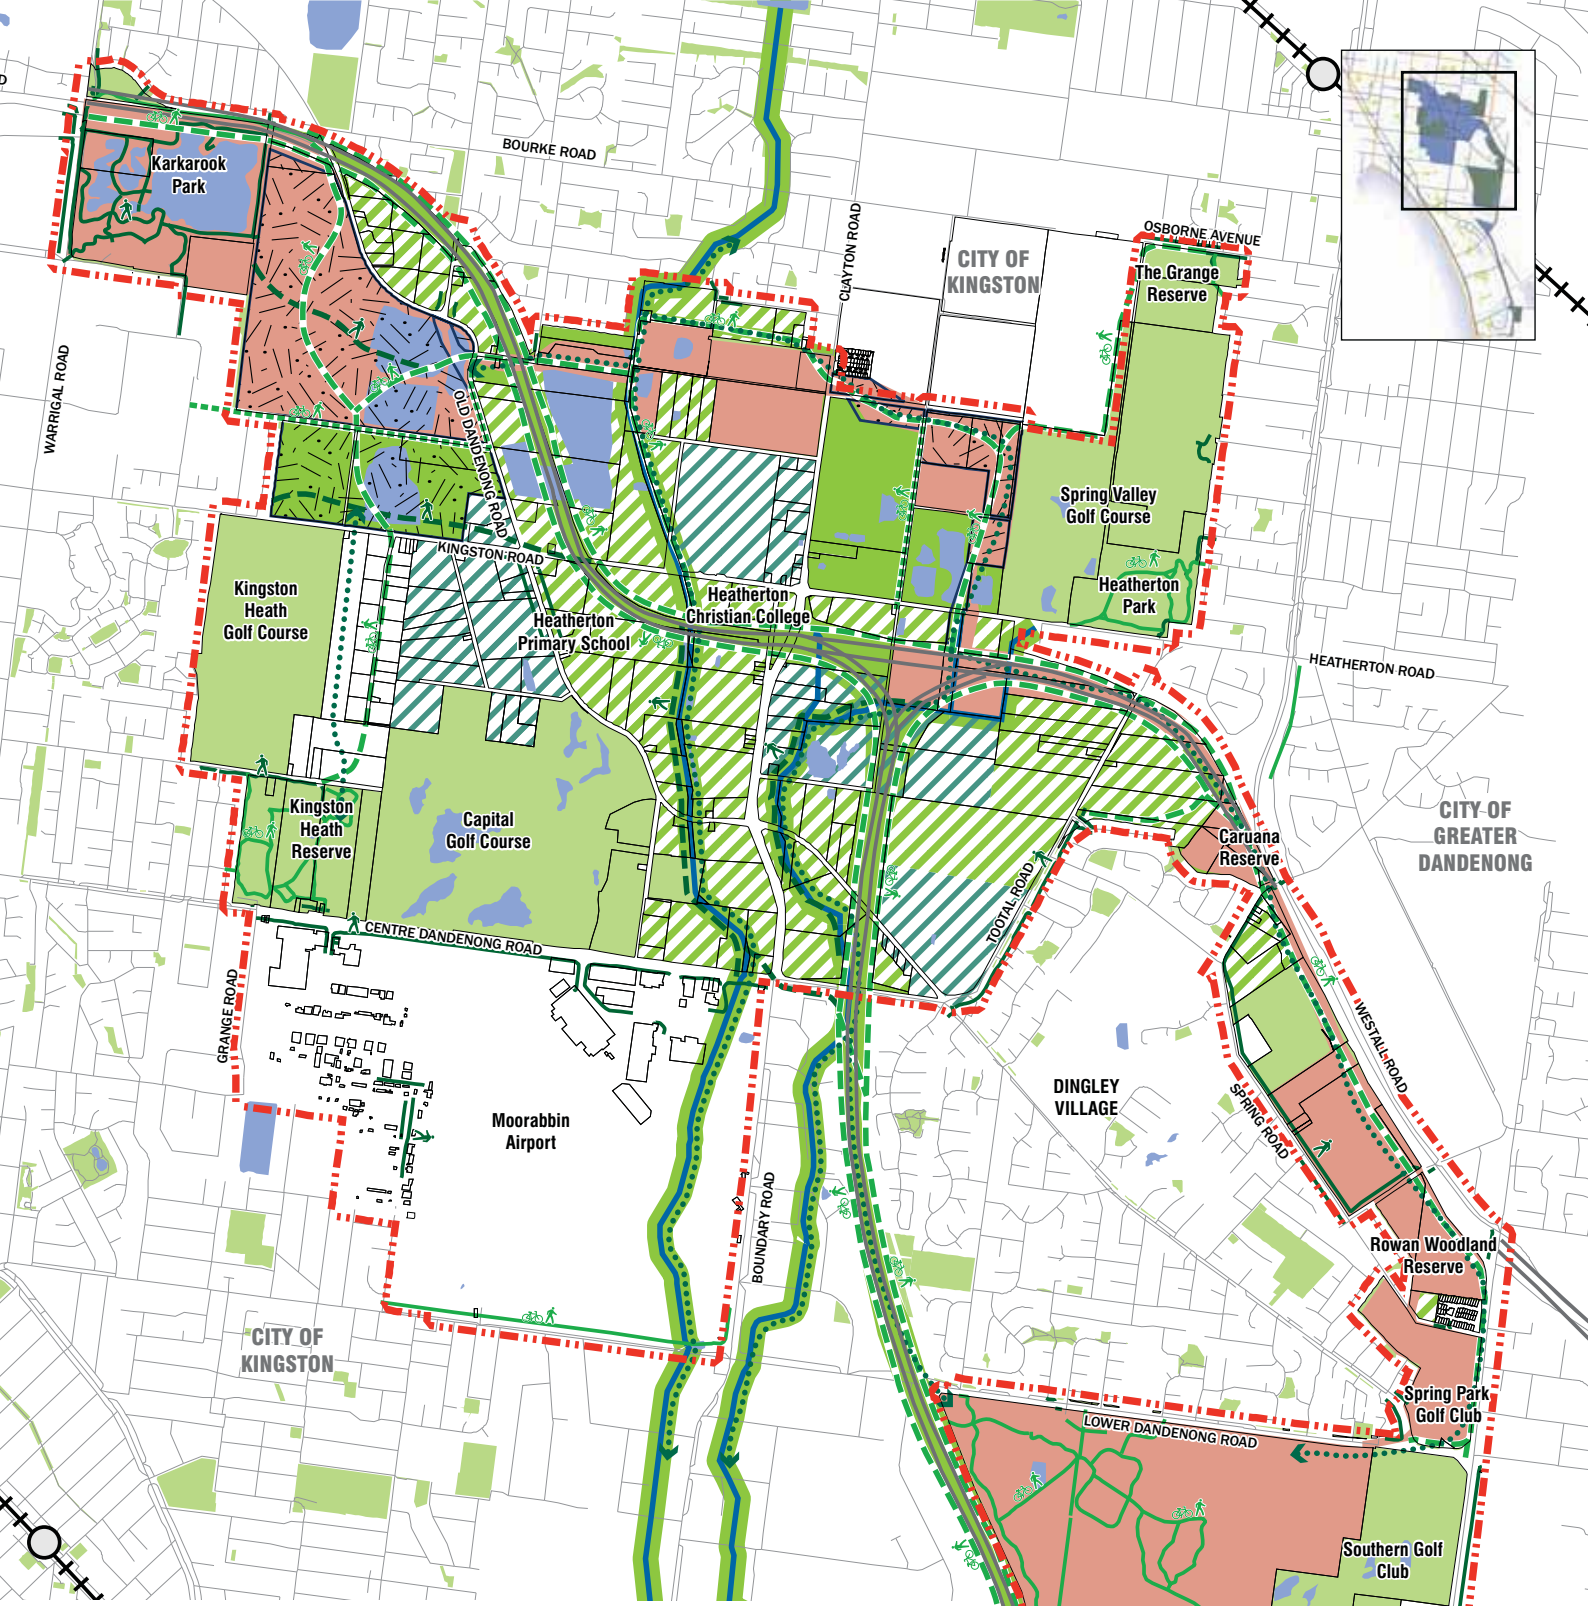 D
BOURKE ROAD
Karkarook
Park
CLAYTON ROAD
CITY OF
KINGSTON
OSBORNE AVENUE
The Grange
Reserve
WARRIGAL ROAD
OLD DANDENONG ROAD
Spring Valley
Golf Course
KINGSTON ROAD
Kingston
Heath
Golf Course
Heatherton
Christian College
Heatherton
Primary School
Heatherton
Park
HEATHERTON ROAD
Kingston
Heath
Reserve
Capital
Golf Course
Caruana
Reserve
CITY OF
GREATER
DANDENONG
TOOTAL ROAD
CENTRE DANDENONG ROAD
GRANGE ROAD
WESTALL ROAD
Moorabbin
Airport
DINGLEY
VILLAGE
SPRING ROAD
BOUNDARY ROAD
Rowan Woodland
Reserve
CITY OF
KINGSTON
Spring Park
Golf Club
LOWER DANDENONG ROAD
Southern Golf
Club